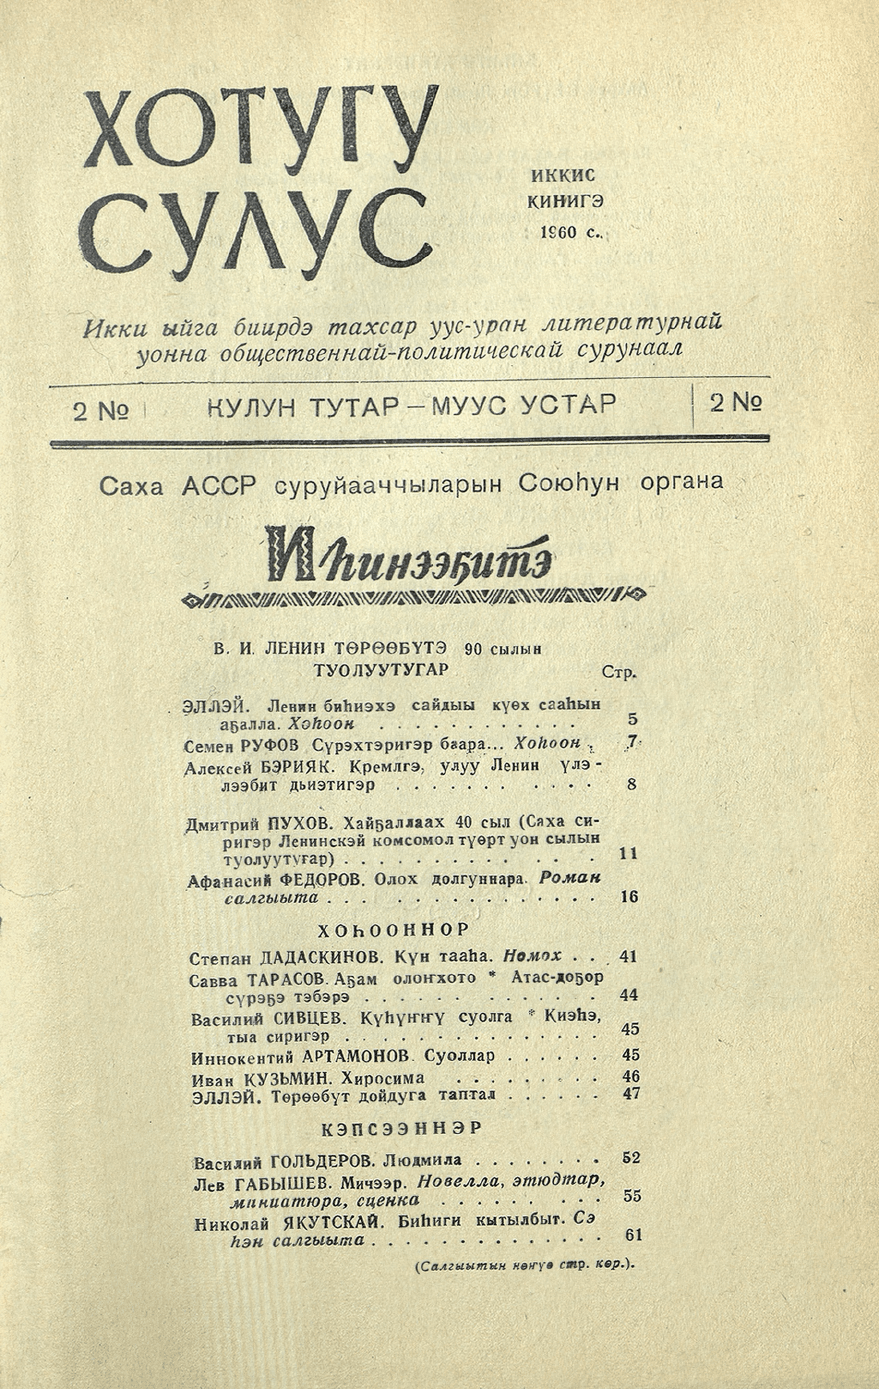 ХОТУГУ
СУЛУС
ИККИС
КИНИГЭ
1960 с.
Икки ыйга биирдэ тахсар уус-уран литературнай
уонна общественнай-политическай сурунаал
2 № КУЛУН ТУТАР — МУУС УСТАР 2 №
Саха АССР суруйааччыларын Союһун органа
Иһинээҕитэ
В. И. ЛЕНИН ТӨРӨӨБҮТЭ 90 сылын
ТУОЛУУТУГАР Стр.
ЭЛЛЭЙ. Ленин биһиэхэ сайдыы күөх сааһын
аҕалла. Хоһоон . . . . . . . . . . . 5
Семен РУФОВ Сүрэхтэригэр баара... Хоһоон . 7
Алексей БЭРИЯК. Кремлгэ, улуу Ленин үлэ-
лээбит дьиэтигэр . . . . . . . . . . 8
Дмитрий ПУХОВ. Хайҕаллаах 40 сыл (Саха си-
ригэр Ленинскэй комсомол түөрт уон сылын
туолуутугар) . . . . . . . . . . . . 11
Афанасий ФЕДОРОВ. Олох долгуннара. Роман
салгыыта . . . . . . . . . . . . . . 16
ХОҺООННОР
Степан ДАДАСКИНОВ. Күн тааһа. Номох . . 41
Савва ТАРАСОВ. Аҕам олоҥхото * Атас-доҕор
сүрэҕэ тэбэрэ . . . . . . . . . . . 44
Василий СИВЦЕВ. Күһүҥҥү суолга * Киэһэ,
тыа сиригэр . . . . . . . . . . . . . . 45
Иннокентий АРТАМОНОВ. Суоллар . . . . . . 45
Иван КУЗЬМИН. Хиросима . . . . . . . . 46
ЭЛЛЭЙ. Төрөөбүт дойдуга таптал . . . . . . 47
КЭПСЭЭННЭР
Василий ГОЛЬДЕРОВ. Людмила . . . . . . . . 52
Лев ГАБЫШЕВ. Мичээр. Новелла, этюдтар,
миниатюра, сценка . . . . . . . . . 55
Николай ЯКУТСКАЙ. Биһиги кытылбыт. Сэ
һэн салгыыта . . . . . . . . . . . . . 61
(Салгыытын нөҥүө стр. көр.).